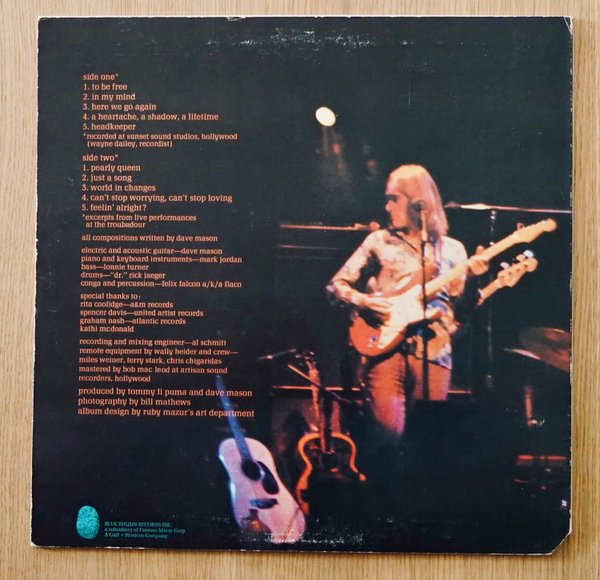 side one*
1. to be free
2. in my mind
3. here we go again
4. a heartache, a shadow, a lifetime
5. headkeeper
*recorded at sunset sound studios, hollywood
(wayne dailey, recordist)
side two*
1. pearly queen
2. just a song
3. world in changes
4. can't stop worrying, can't stop loving
5. feelin' alright?
*excerpts from live performances
at the troubadour
all compositions written by dave mason
electric and acoustic guitar—dave mason
piano and keyboard instruments—mark jordan
bass—lonnie turner
drums—"dr." rick jaeger
conga and percussion—felix falcon a/k/a flaco
special thanks to:
rita coolidge—a&m records
spencer davis—united artist records
graham nash—atlantic records
kathi mcdonald
recording and mixing engineer—al schmitt
remote equipment by wally heider and crew—
miles weiner, terry stark, chris chigaridas
mastered by bob mac leod at artisan sound
recorders, hollywood
produced by tommy li puma and dave mason
photography by bill mathews
album design by ruby mazur's art department
BLUE THUMB RECORDS INC.
a subsidiary of Famous Music Corp.
A Gulf + Western Company